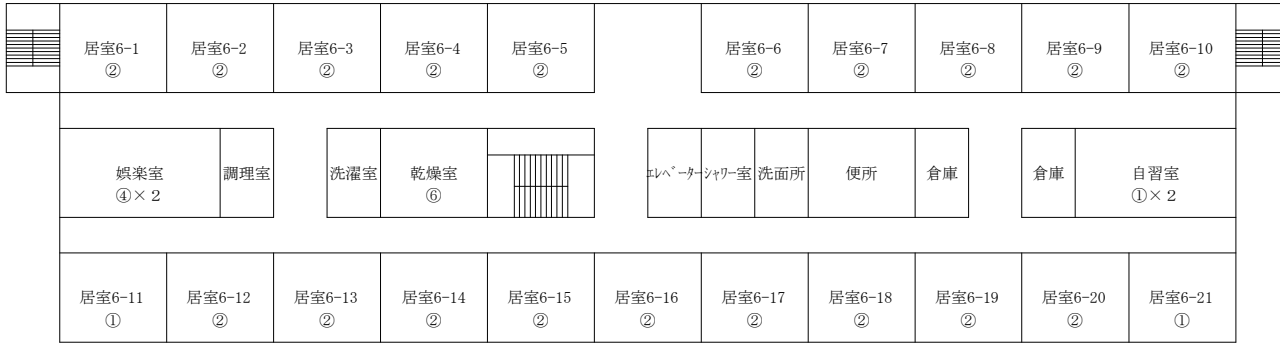 居室6-1 居室6-2 居室6-3 居室6-4 居室6-5 居室6-6 居室6-7 居室6-8 居室6-9 居室6-10
② ② ② ② ② ② ② ② ② ②
娯楽室 調理室 洗濯室 乾燥室 ｴﾚﾍﾞｰﾀｰ ｼｬﾜｰ室 洗面所 便所 倉庫 倉庫 自習室
④×2 ⑥ ①×2
居室6-11 居室6-12 居室6-13 居室6-14 居室6-15 居室6-16 居室6-17 居室6-18 居室6-19 居室6-20 居室6-21
① ② ② ② ② ② ② ② ② ② ①